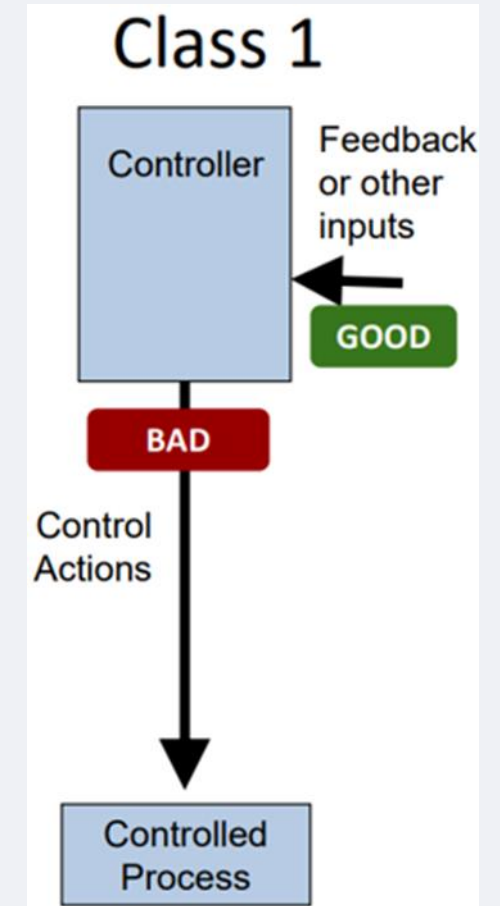 Class 1
Controller
Feedback
or other
inputs
GOOD
BAD
Control
Actions
Controlled
Process